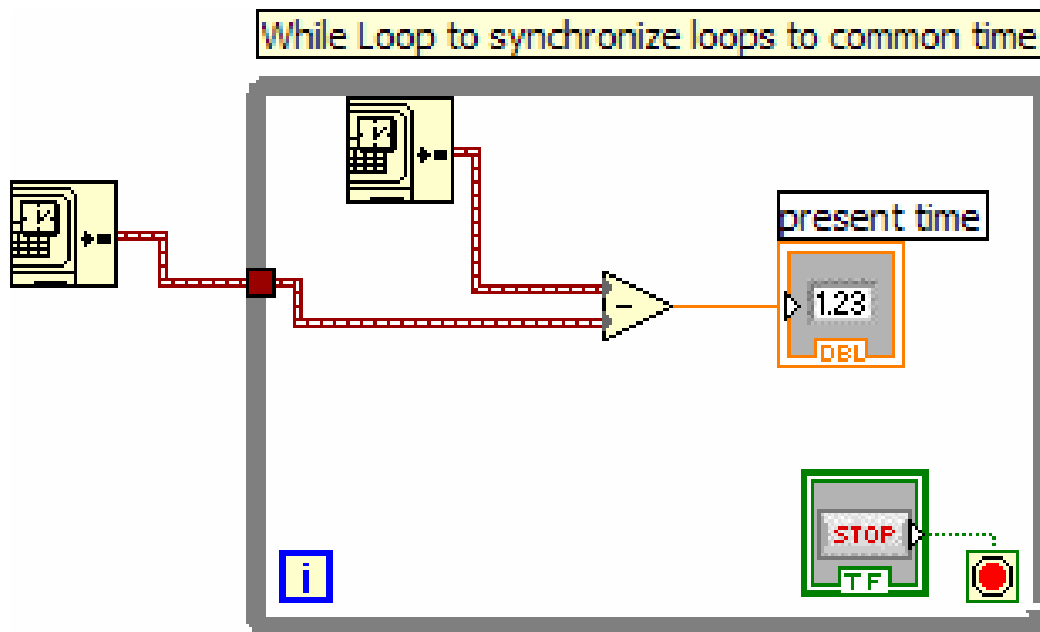 While Loop to synchronize loops to common time
present time
1.23
DBL
STOP
TF
i